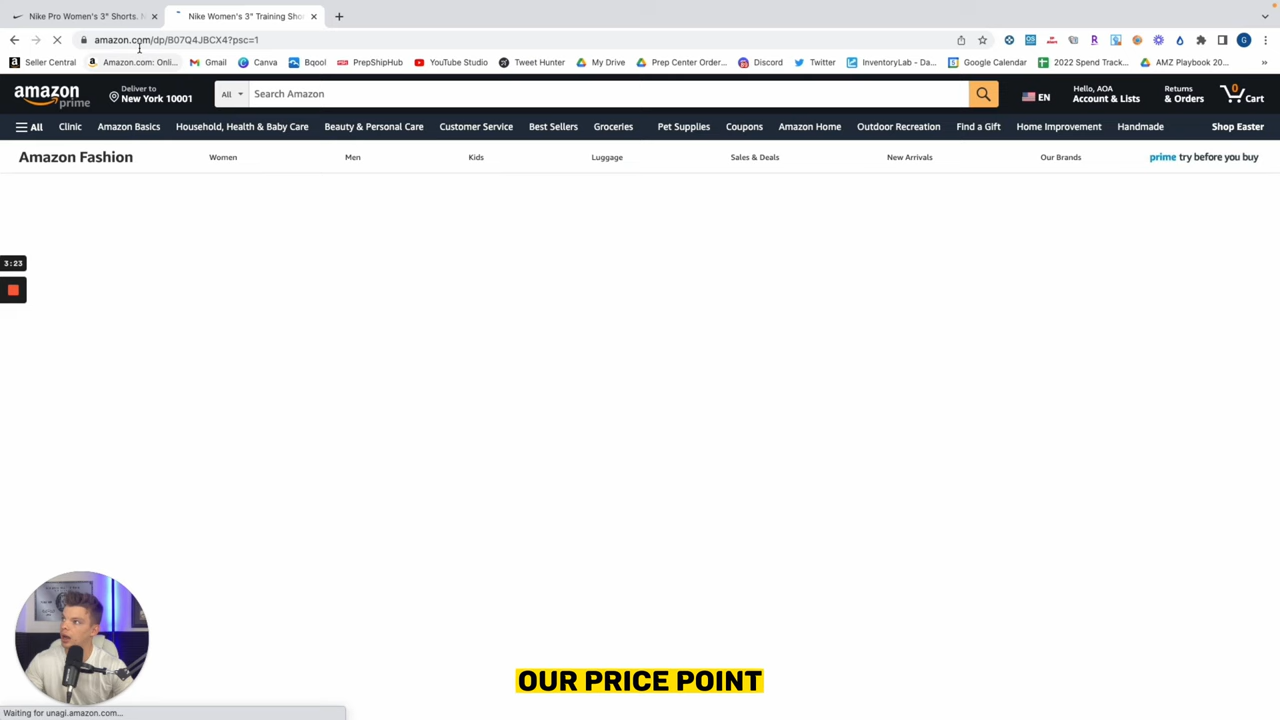 Nike Pro Women's 3" Shorts. N
Nike Women's 3" Training Sho
amazon.com/dp/B07Q4JBCX4?psc=1
G
Seller Central
Amazon.com: Onli...
Gmail
Canva
Bqool
PrepShipHub
YouTube Studio
Tweet Hunter
My Drive
Prep Center Order...
Discord
Twitter
InventoryLab - Da...
Google Calendar
2022 Spend Track...
AMZ Playbook 20...
amazon
prime
Deliver to
New York 10001
All
Search Amazon
EN
Hello, AOA
Account & Lists
Returns
& Orders
0
Cart
All
Clinic
Amazon Basics
Household, Health & Baby Care
Beauty & Personal Care
Customer Service
Best Sellers
Groceries
Pet Supplies
Coupons
Amazon Home
Outdoor Recreation
Find a Gift
Home Improvement
Handmade
Shop Easter
Amazon Fashion
Women
Men
Kids
Luggage
Sales & Deals
New Arrivals
Our Brands
prime try before you buy
3:23
OUR PRICE POINT
Waiting for unagi.amazon.com...